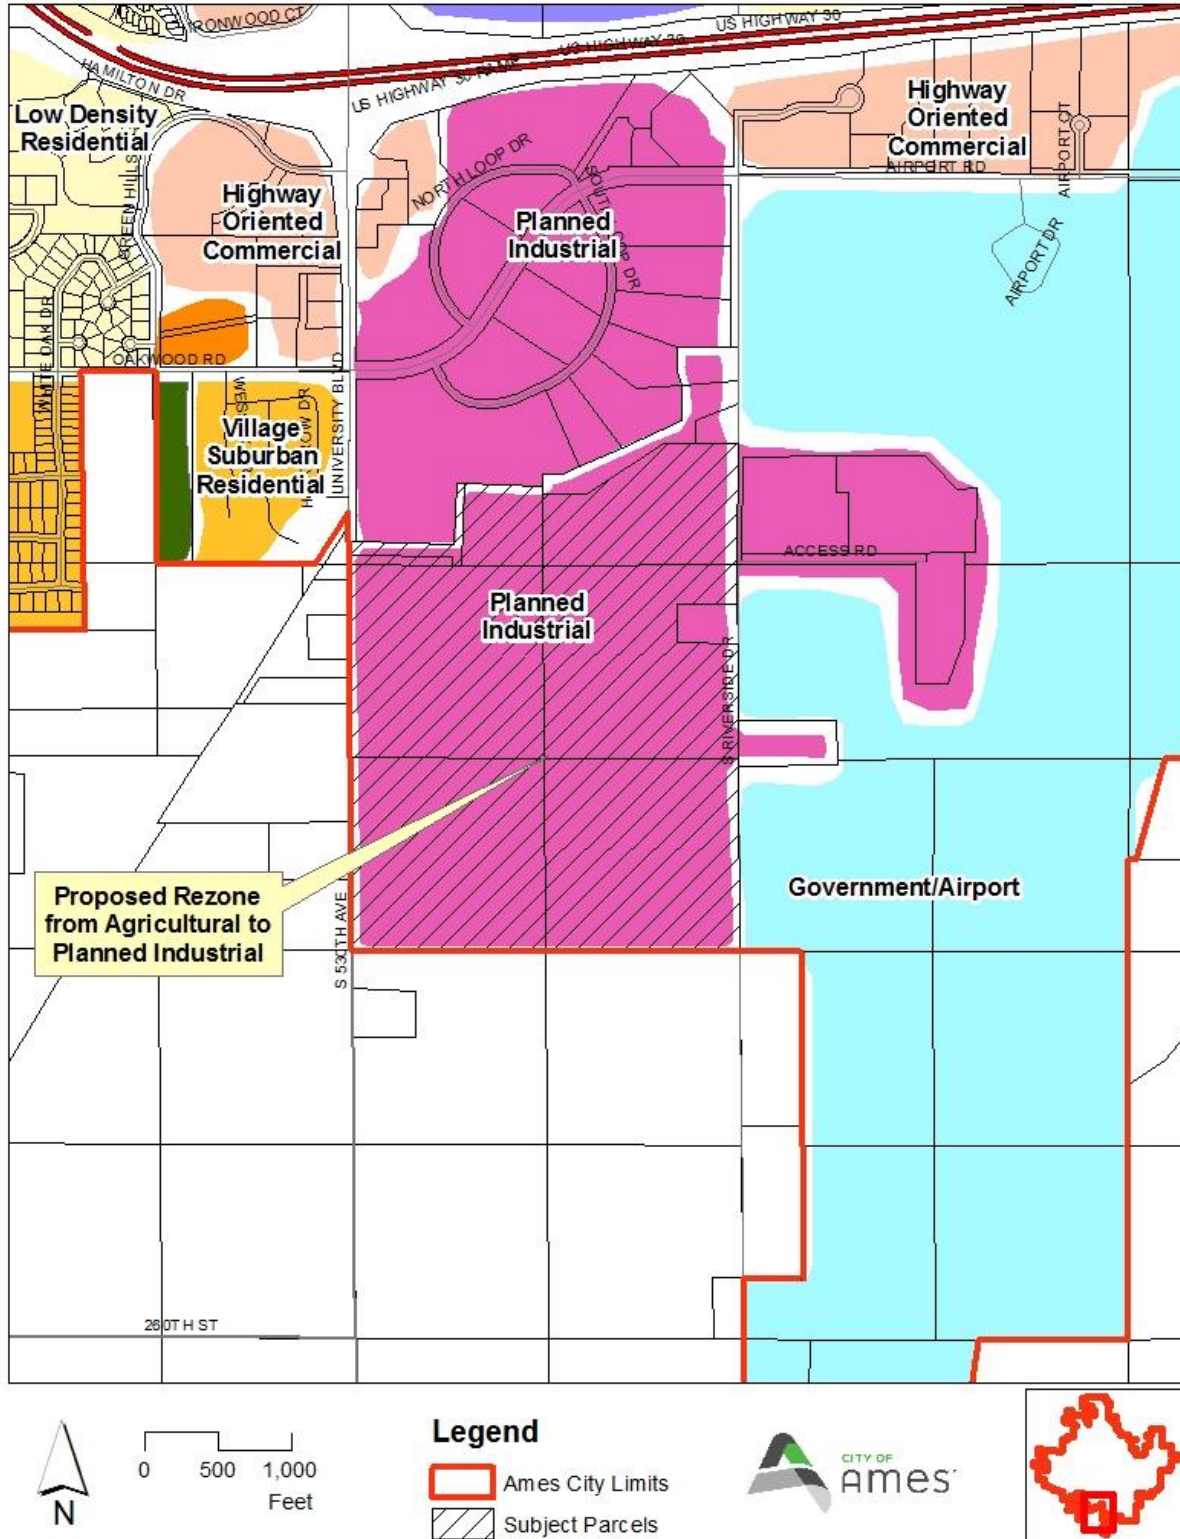 IRONWOOD CT
US HIGHWAY 30
US HIGHWAY 30
HAMILTON DR
US HIGHWAY 30 RAMP
Low Density
Residential
Highway
Oriented
Commercial
AIRPORT RD
AIRPORT CT
NORTH LOOP DR
SOUTH LOOP DR
GREEN HILLS
Highway
Oriented
Commercial
Planned
Industrial
AIRPORT DR
WHITE OAK DR
OAKWOOD RD
UNIVERSITY BLVD
Village
Suburban
Residential
ACCESS RD
Planned
Industrial
S RIVERSIDE DR
Proposed Rezone
from Agricultural to
Planned Industrial
Government/Airport
S 530TH AVE
260TH ST
N
0 500 1,000
Feet
Legend
Ames City Limits
Subject Parcels
CITY OF
Ames